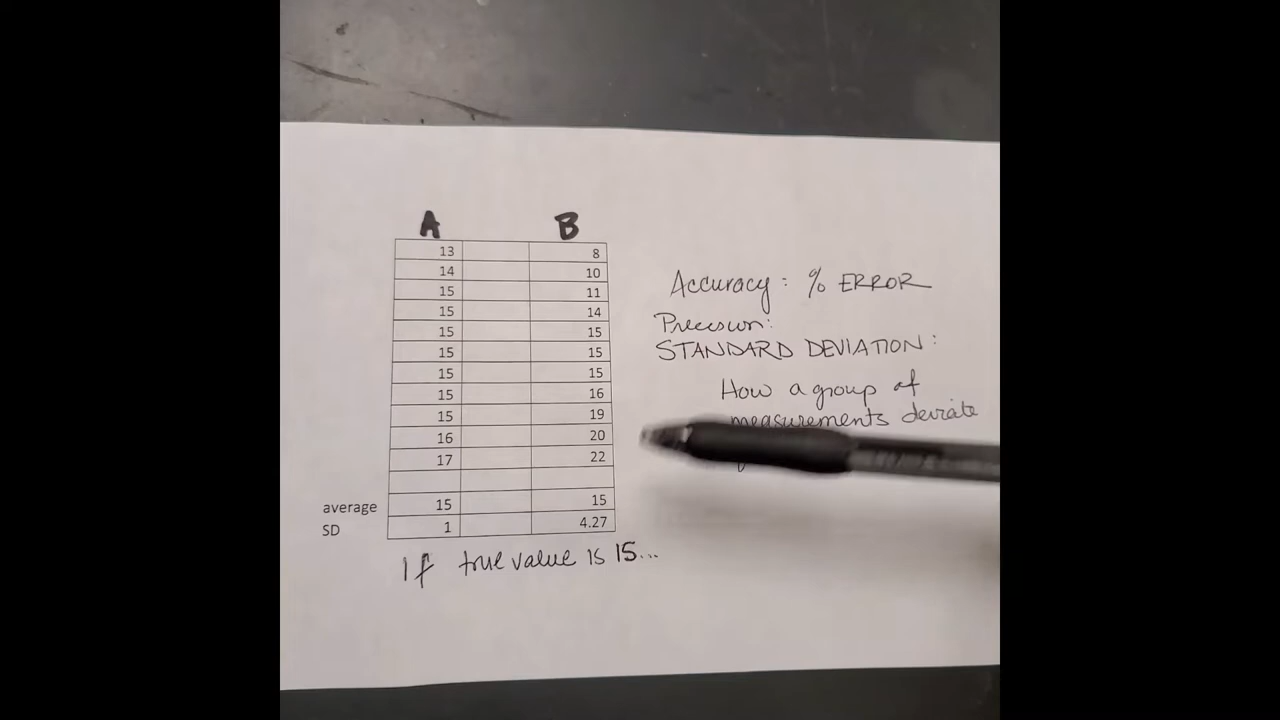 A B
13 8
14 10
15 11
15 14
15 15
15 15
15 15
15 16
15 19
16 20
17 22
average 15 15
SD 1 4.27
If true value is 15...
Accuracy: % ERROR
Precision:
STANDARD DEVIATION:
How a group of
measurements deviate